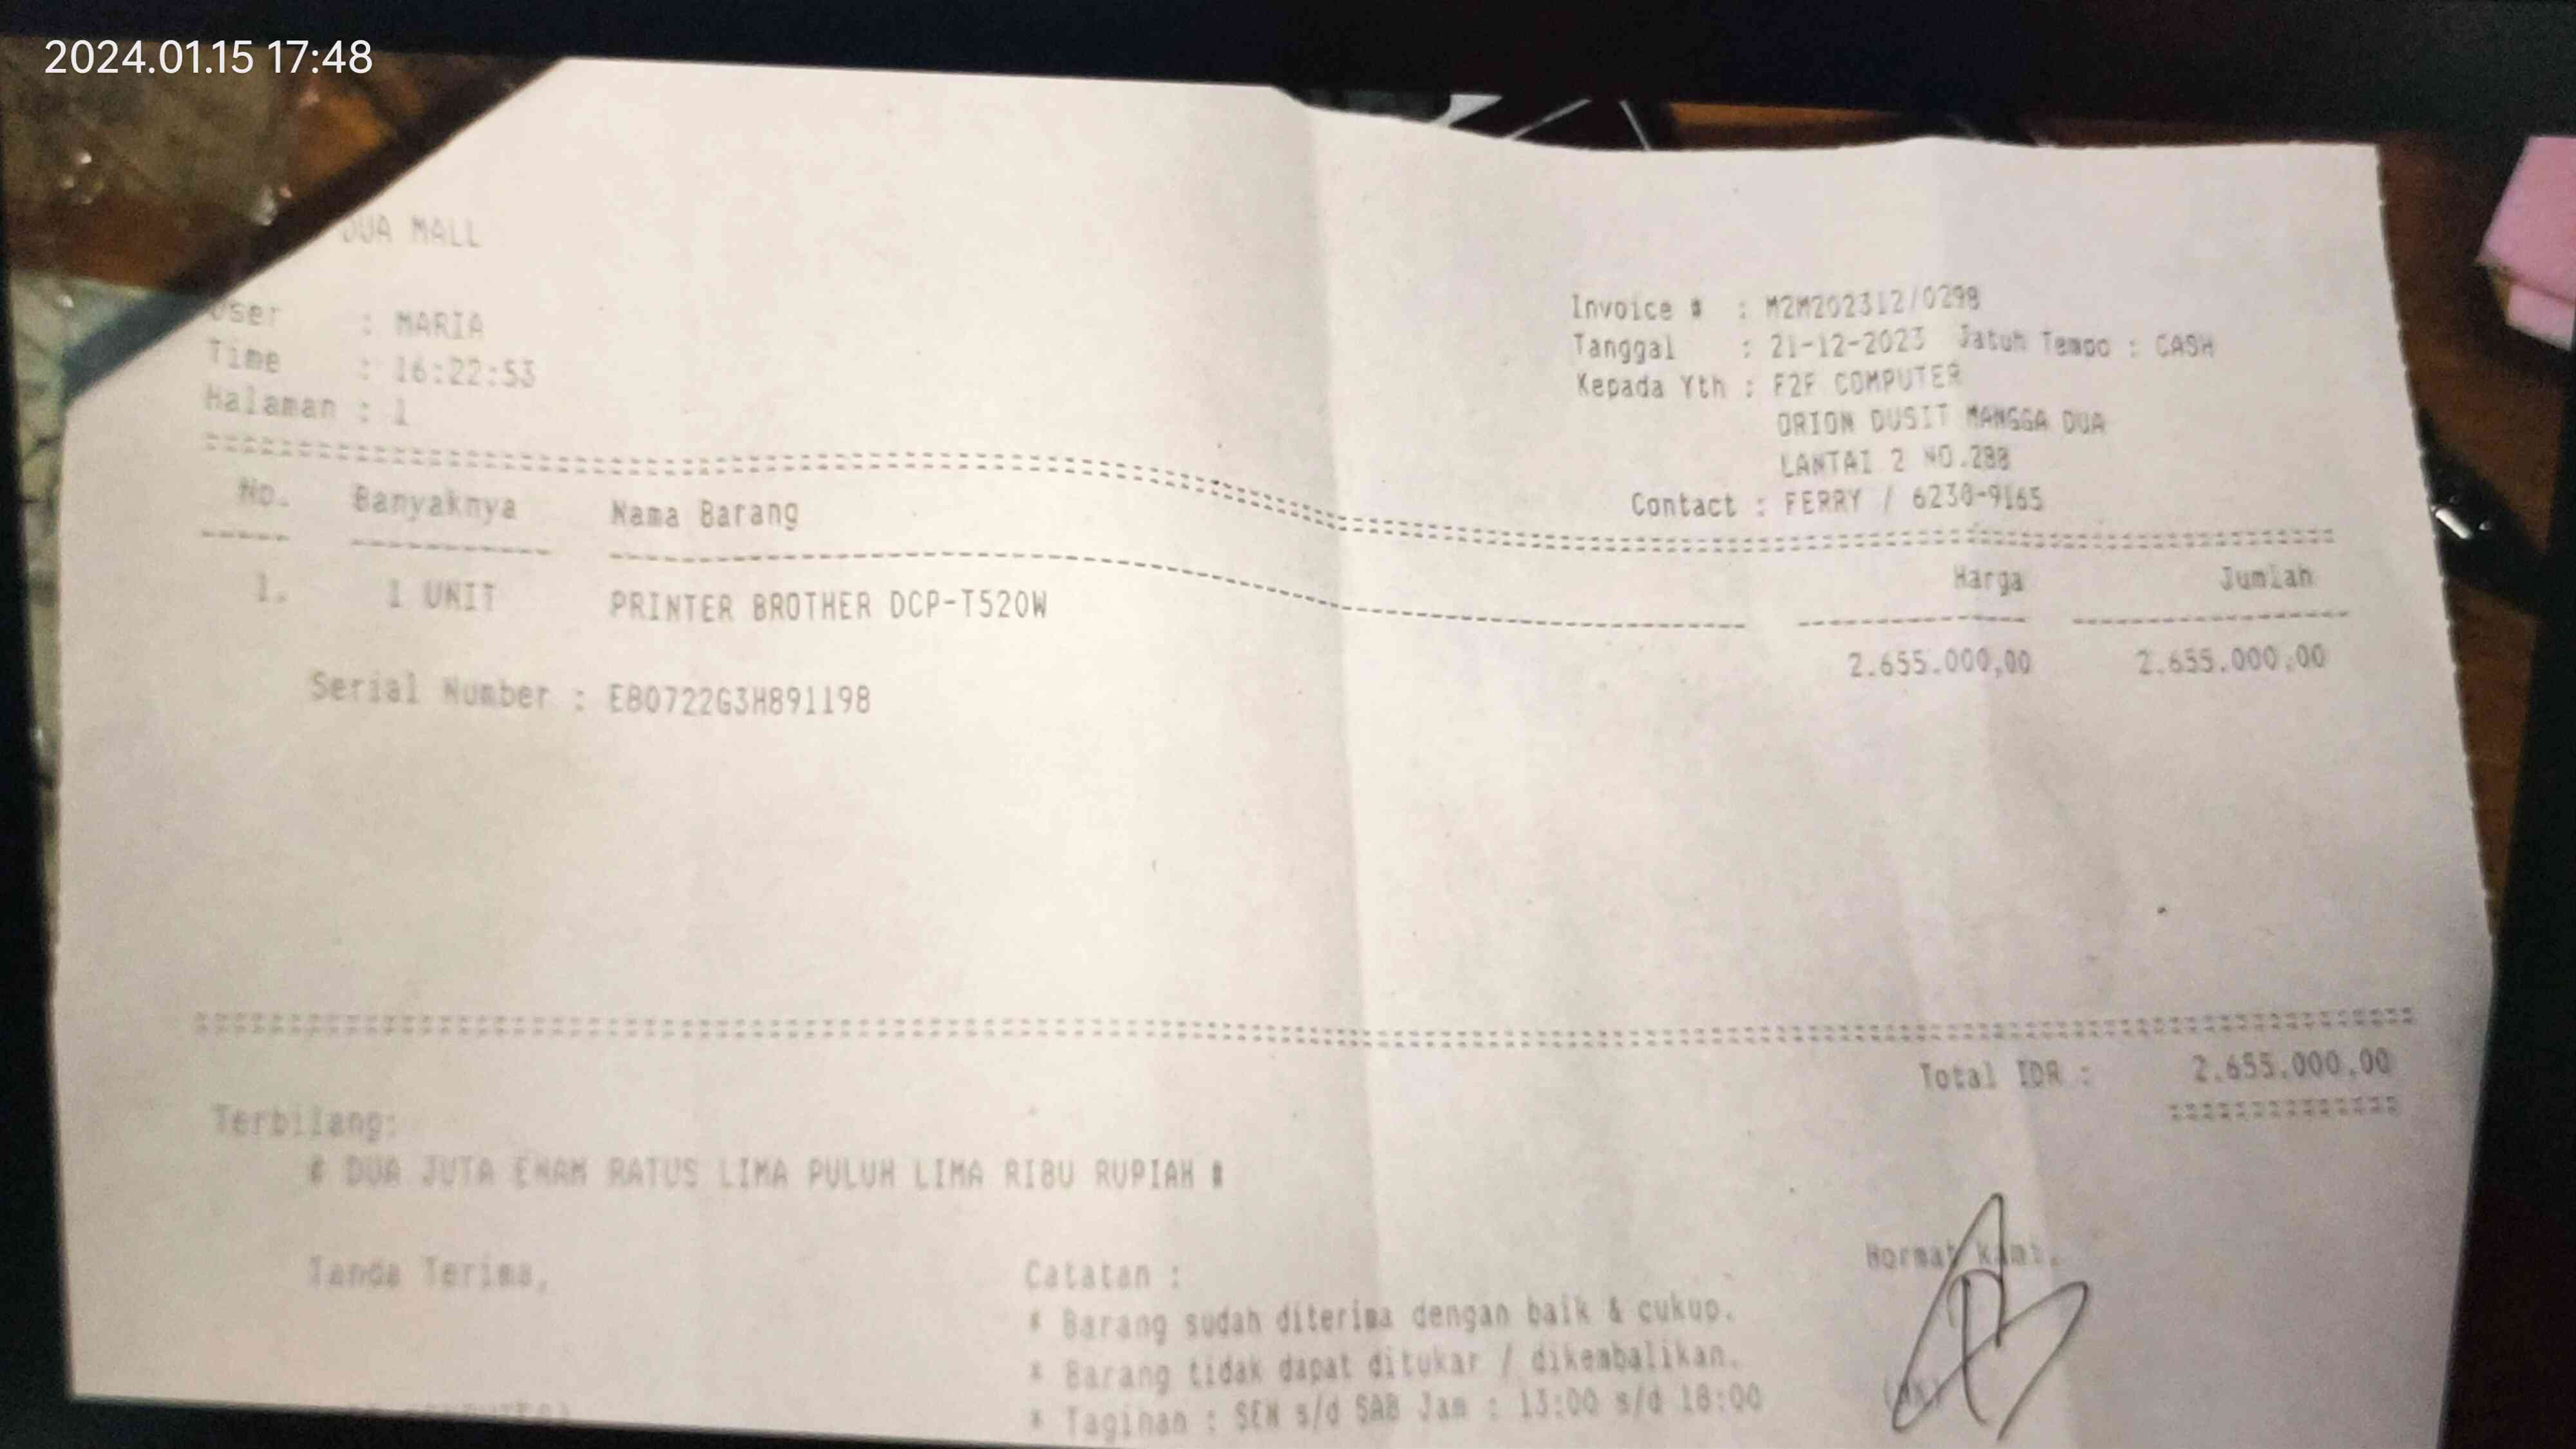 2024.01.15 17:48
DUA MALL
User : MARIA
Time : 16:22:53
Halaman : 1
Invoice # : M2M202312/0298
Tanggal : 21-12-2023 Jatuh Tempo : CASH
Kepada Yth : F2F COMPUTER
ORION DUSIT MANGGA DUA
LANTAI 2 NO.288
Contact : FERRY / 6230-9165
No. Banyaknya Nama Barang Harga Jumlah
1. 1 UNIT PRINTER BROTHER DCP-T520W 2.655.000,00 2.655.000,00
Serial Number : E80722G3H891198
Total IDR : 2.655.000,00
Terbilang:
# DUA JUTA ENAM RATUS LIMA PULUH LIMA RIBU RUPIAH #
Tanda Terima,
Catatan :
* Barang sudah diterima dengan baik & cukup.
* Barang tidak dapat ditukar / dikembalikan.
* Tagihan : SEN s/d SAB Jam : 13:00 s/d 18:00
Hormat Kami,